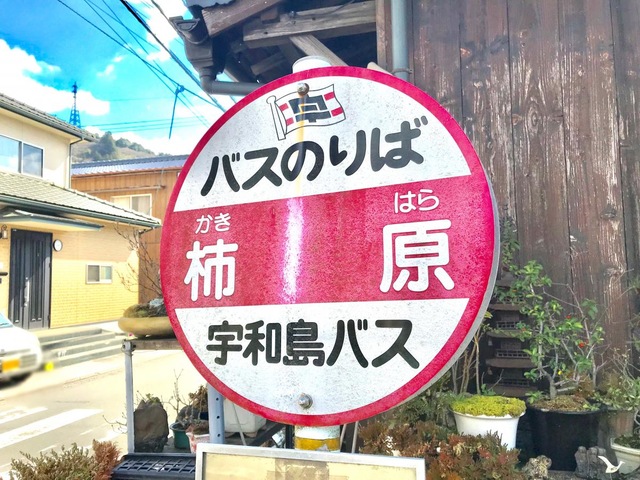 バスのりば
かき はら
柿 原
宇和島バス